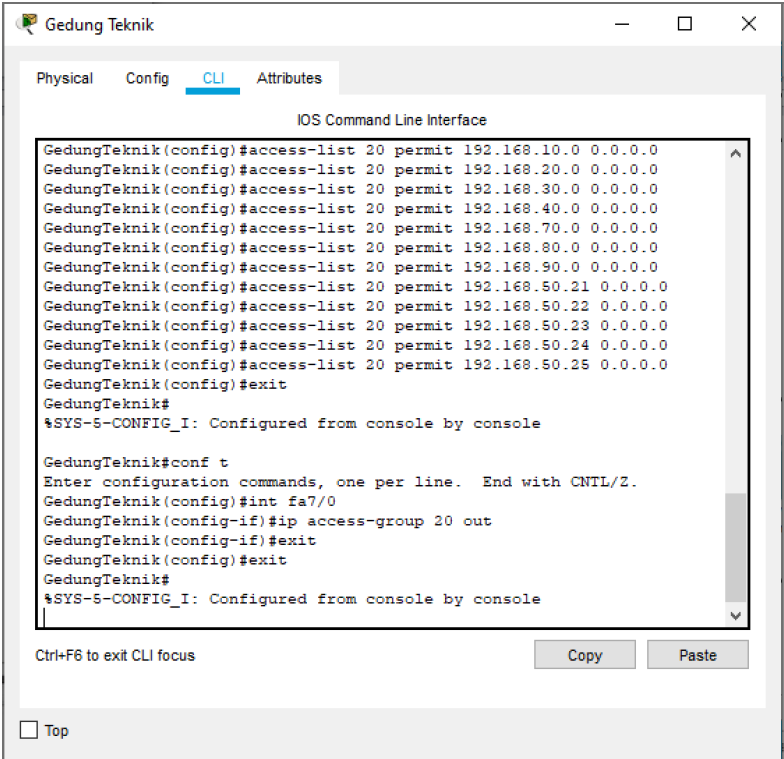 Gedung Teknik
Physical Config CLI Attributes
IOS Command Line Interface
GedungTeknik(config)#access-list 20 permit 192.168.10.0 0.0.0.0
GedungTeknik(config)#access-list 20 permit 192.168.20.0 0.0.0.0
GedungTeknik(config)#access-list 20 permit 192.168.30.0 0.0.0.0
GedungTeknik(config)#access-list 20 permit 192.168.40.0 0.0.0.0
GedungTeknik(config)#access-list 20 permit 192.168.70.0 0.0.0.0
GedungTeknik(config)#access-list 20 permit 192.168.80.0 0.0.0.0
GedungTeknik(config)#access-list 20 permit 192.168.90.0 0.0.0.0
GedungTeknik(config)#access-list 20 permit 192.168.50.21 0.0.0.0
GedungTeknik(config)#access-list 20 permit 192.168.50.22 0.0.0.0
GedungTeknik(config)#access-list 20 permit 192.168.50.23 0.0.0.0
GedungTeknik(config)#access-list 20 permit 192.168.50.24 0.0.0.0
GedungTeknik(config)#access-list 20 permit 192.168.50.25 0.0.0.0
GedungTeknik(config)#exit
GedungTeknik#
%SYS-5-CONFIG_I: Configured from console by console
GedungTeknik#conf t
Enter configuration commands, one per line.  End with CNTL/Z.
GedungTeknik(config)#int fa7/0
GedungTeknik(config-if)#ip access-group 20 out
GedungTeknik(config-if)#exit
GedungTeknik(config)#exit
GedungTeknik#
%SYS-5-CONFIG_I: Configured from console by console
Ctrl+F6 to exit CLI focus Copy Paste
Top